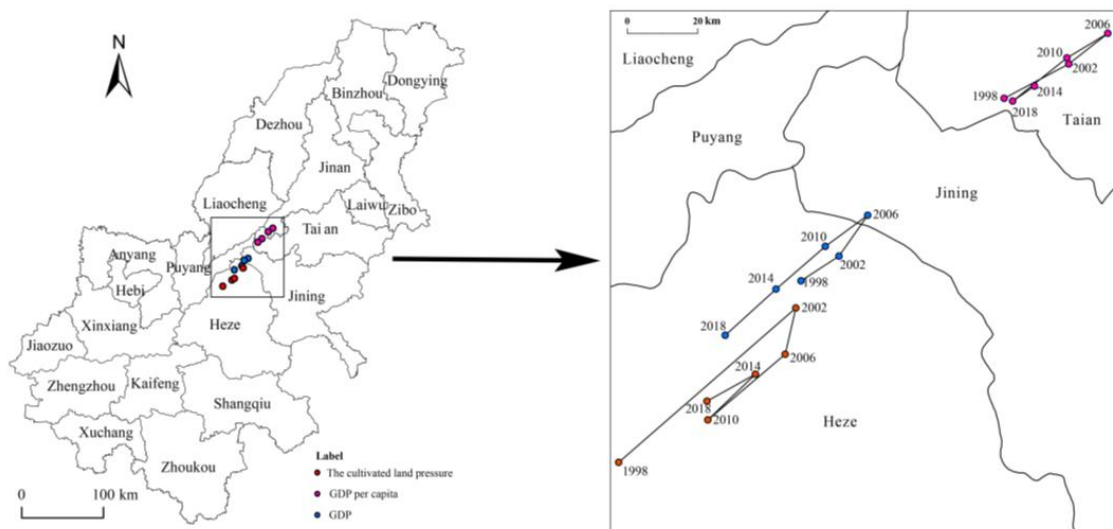 N
Dongying
Binzhou
Dezhou
Jinan
Liaocheng
Laiwu
Zibo
Tai an
Anyang
Puyang
Hebi
Jining
Xinxiang
Heze
Jiaozuo
Zhengzhou
Kaifeng
Shangqiu
Xuchang
Zhoukou
Label
The cultivated land pressure
GDP per capita
GDP
0 100 km
0 20 km
2006
Liaocheng
2010
2002
2014
1998
2018
Taian
Puyang
Jining
2006
2010
2002
2014
1998
2018
2002
2006
2014
2018
2010
Heze
1998